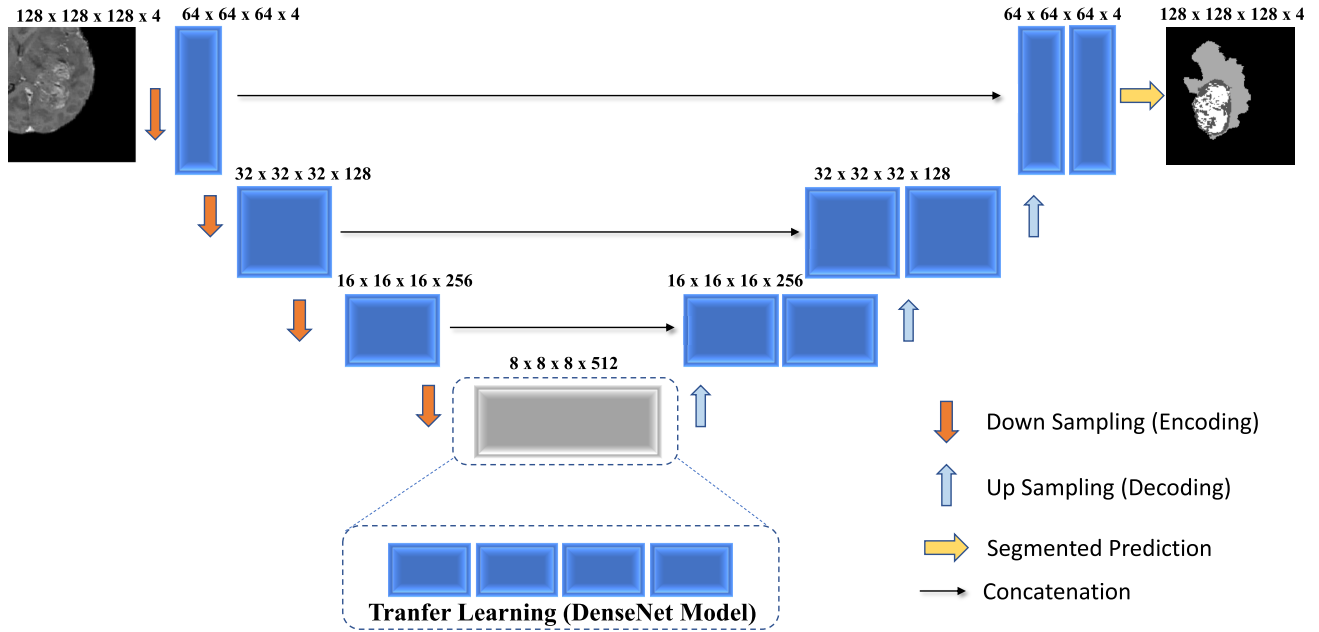 128 x 128 x 128 x 4
64 x 64 x 64 x 4
64 x 64 x 64 x 4
128 x 128 x 128 x 4
32 x 32 x 32 x 128
32 x 32 x 32 x 128
16 x 16 x 16 x 256
16 x 16 x 16 x 256
8 x 8 x 8 x 512
Down Sampling (Encoding)
Up Sampling (Decoding)
Segmented Prediction
Concatenation
Tranfer Learning (DenseNet Model)